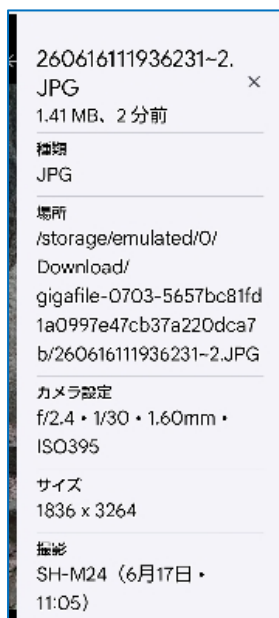 260616111936231~2.
JPG
1.41 MB、2 分前
種類
JPG
場所
/storage/emulated/0/
Download/
gigafile-0703-5657bc81fd
1a0997e47cb37a220dca7
b/260616111936231~2.JPG
カメラ設定
f/2.4 • 1/30 • 1.60mm •
ISO395
サイズ
1836 x 3264
撮影
SH-M24（6月17日・
11:05）